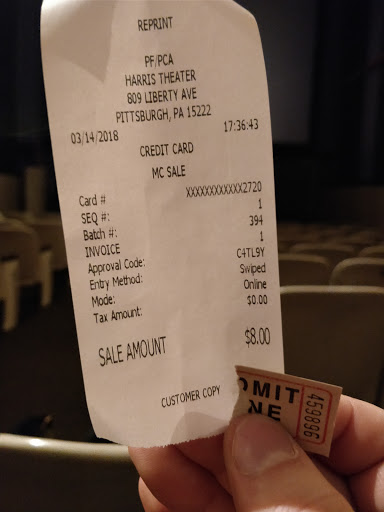 REPRINT
PF/PCA
HARRIS THEATER
809 LIBERTY AVE
PITTSBURGH, PA 15222
03/14/2018 17:36:43
CREDIT CARD
MC SALE
Card # XXXXXXXXXXXX2720
SEQ #: 1
Batch #: 394
INVOICE 1
Approval Code: C4TL9Y
Entry Method: Swiped
Mode: Online
Tax Amount: $0.00
SALE AMOUNT $8.00
CUSTOMER COPY
DMIT
NE
459896